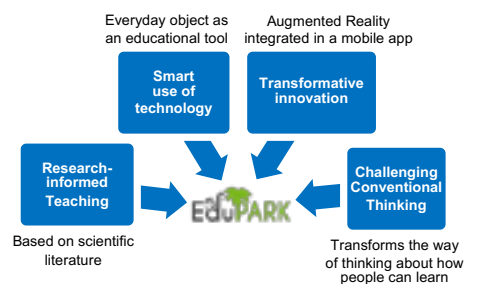 Everyday object as
an educational tool
Augmented Reality
integrated in a mobile app
Smart
use of
technology
Transformative
innovation
Research-
informed
Teaching
Challenging
Conventional
Thinking
EduPARK
Based on scientific
literature
Transforms the way
of thinking about how
people can learn